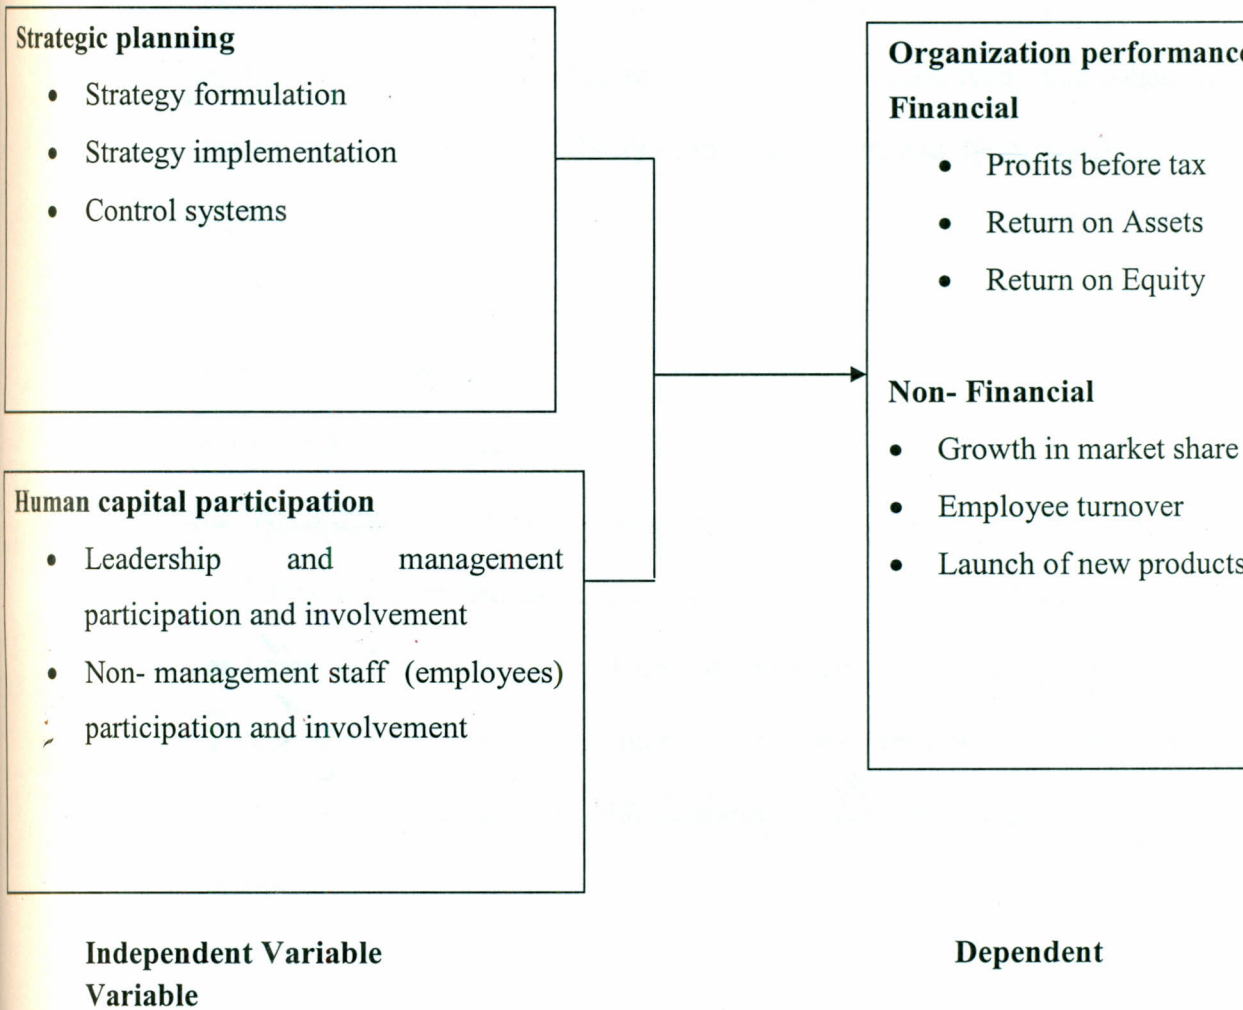 Strategic planning
• Strategy formulation
• Strategy implementation
• Control systems
Human capital participation
• Leadership and management
participation and involvement
• Non- management staff (employees)
participation and involvement
Organization performance
Financial
• Profits before tax
• Return on Assets
• Return on Equity
Non- Financial
• Growth in market share
• Employee turnover
• Launch of new products
Independent Variable
Dependent
Variable